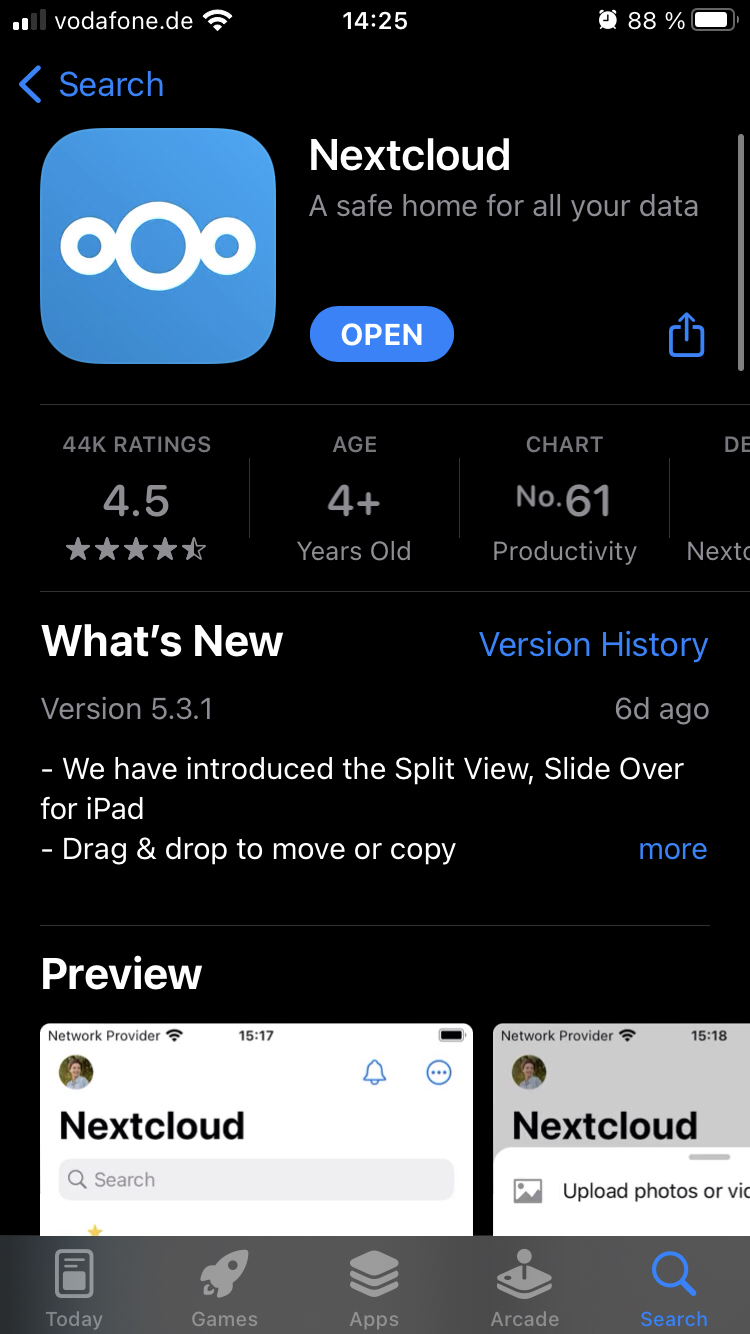 vodafone.de 14:25 88 %
Search
Nextcloud
A safe home for all your data
OPEN
44K RATINGS AGE CHART DE
4.5 4+ No.61
Years Old Productivity Nextc
What’s New Version History
Version 5.3.1 6d ago
- We have introduced the Split View, Slide Over
for iPad
- Drag & drop to move or copy more
Preview
Network Provider 15:17 Network Provider 15:18
Nextcloud Nextcloud
Search
Upload photos or vid
Today Games Apps Arcade Search